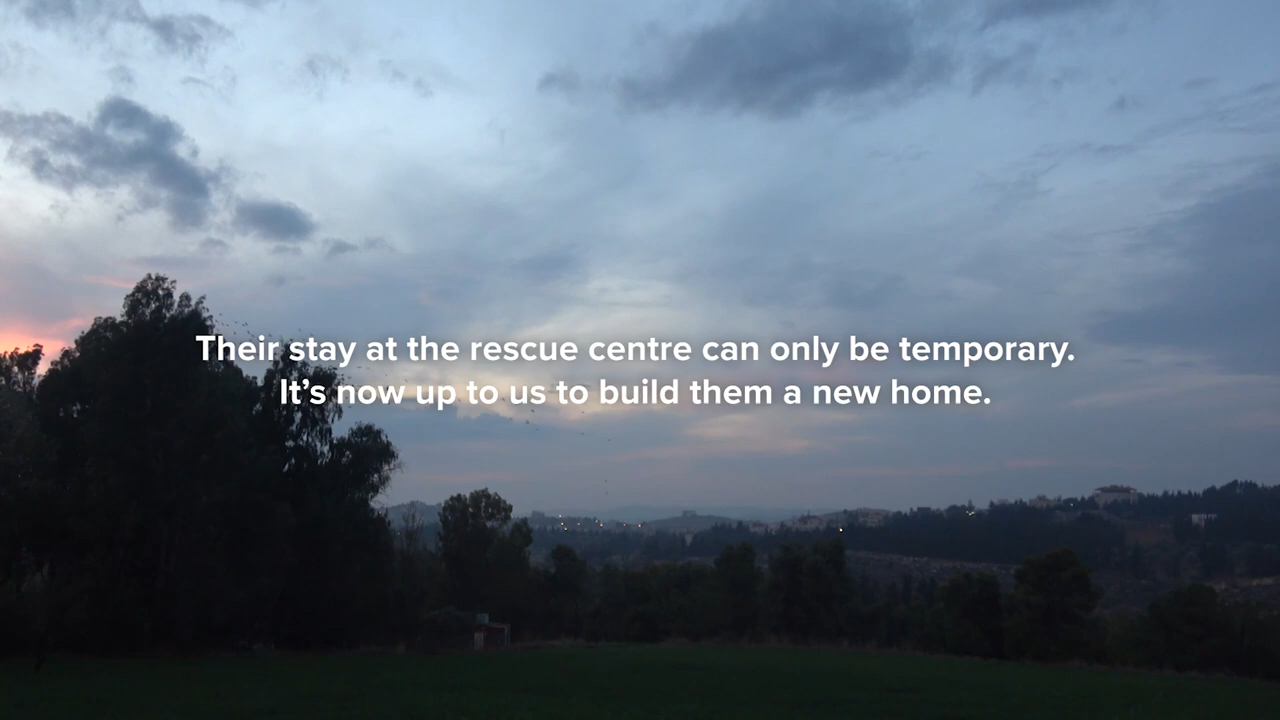 Their stay at the rescue centre can only be temporary.
It’s now up to us to build them a new home.